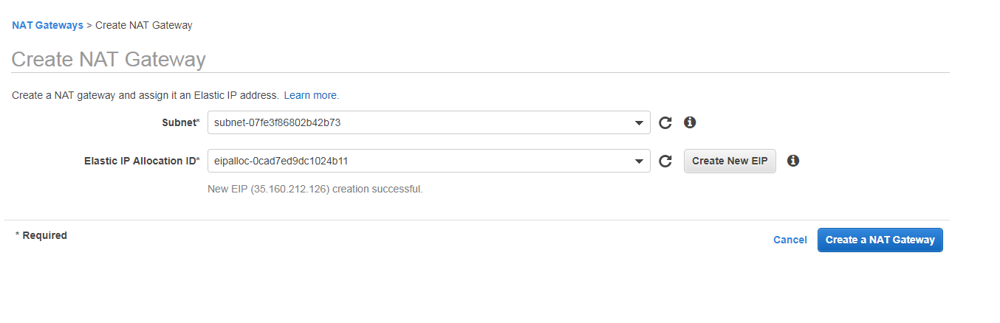 NAT Gateways > Create NAT Gateway
Create NAT Gateway
Create a NAT gateway and assign it an Elastic IP address. Learn more.
Subnet* subnet-07fe3f86802b42b73
Elastic IP Allocation ID* eipalloc-0cad7ed9dc1024b11 Create New EIP
New EIP (35.160.212.126) creation successful.
* Required
Cancel Create a NAT Gateway